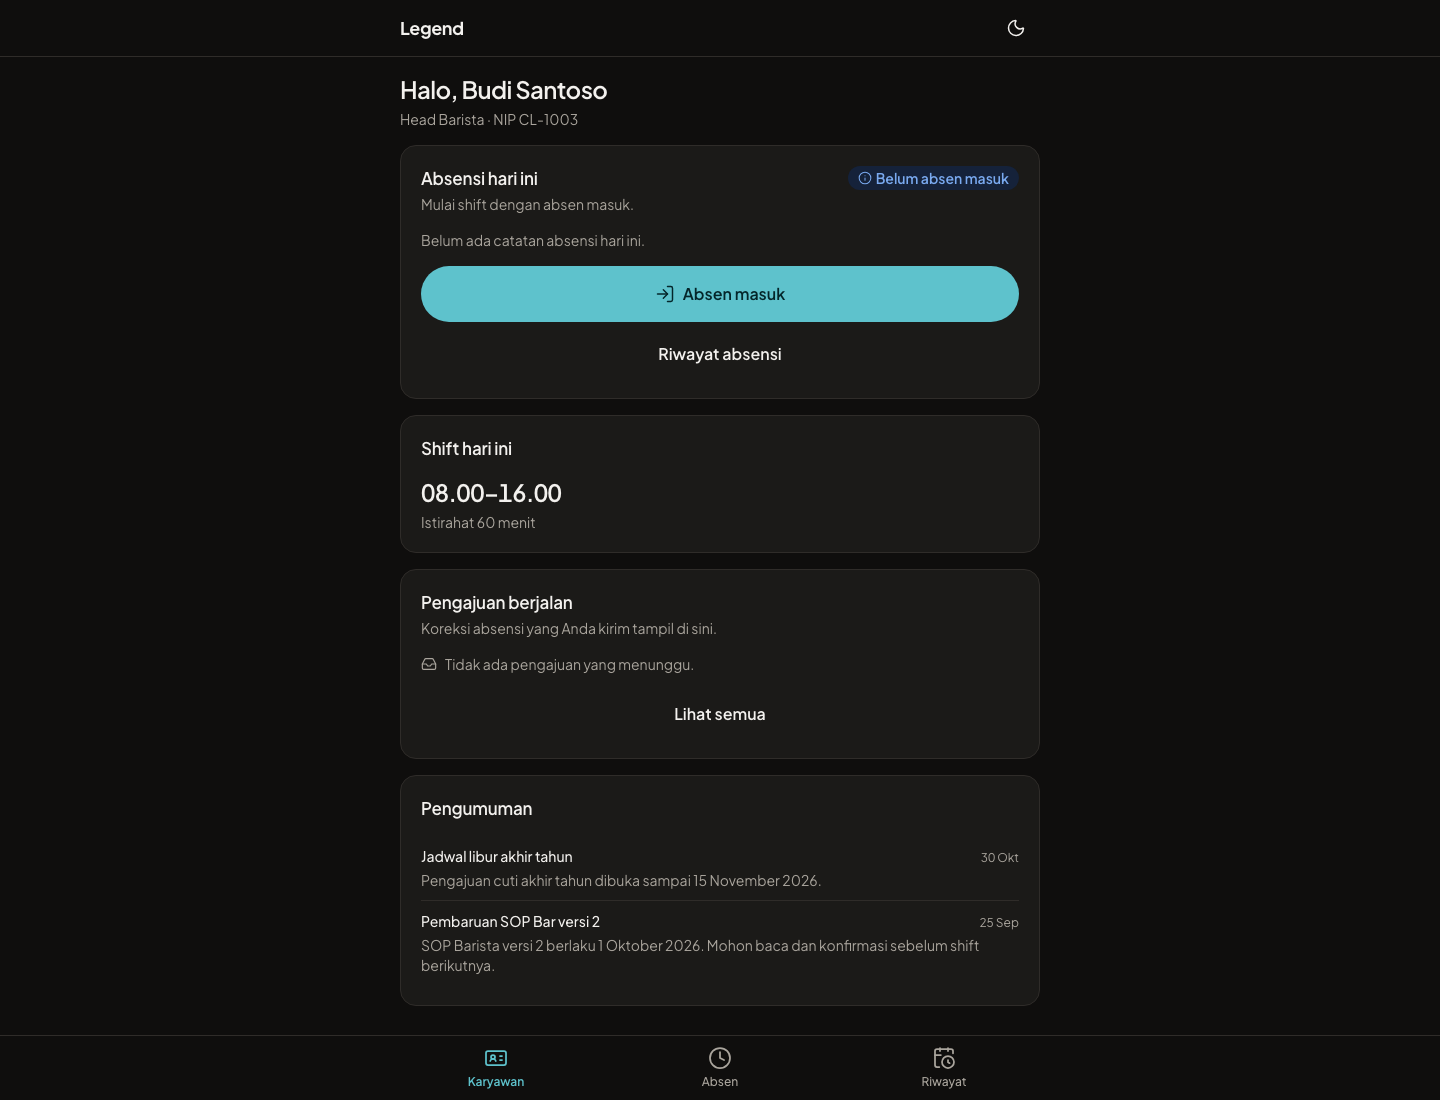 Legend
Halo, Budi Santoso
Head Barista · NIP CL-1003
Absensi hari ini
Belum absen masuk
Mulai shift dengan absen masuk.
Belum ada catatan absensi hari ini.
Absen masuk
Riwayat absensi
Shift hari ini
08.00–16.00
Istirahat 60 menit
Pengajuan berjalan
Koreksi absensi yang Anda kirim tampil di sini.
Tidak ada pengajuan yang menunggu.
Lihat semua
Pengumuman
Jadwal libur akhir tahun
30 Okt
Pengajuan cuti akhir tahun dibuka sampai 15 November 2026.
Pembaruan SOP Bar versi 2
25 Sep
SOP Barista versi 2 berlaku 1 Oktober 2026. Mohon baca dan konfirmasi sebelum shift
berikutnya.
Karyawan
Absen
Riwayat